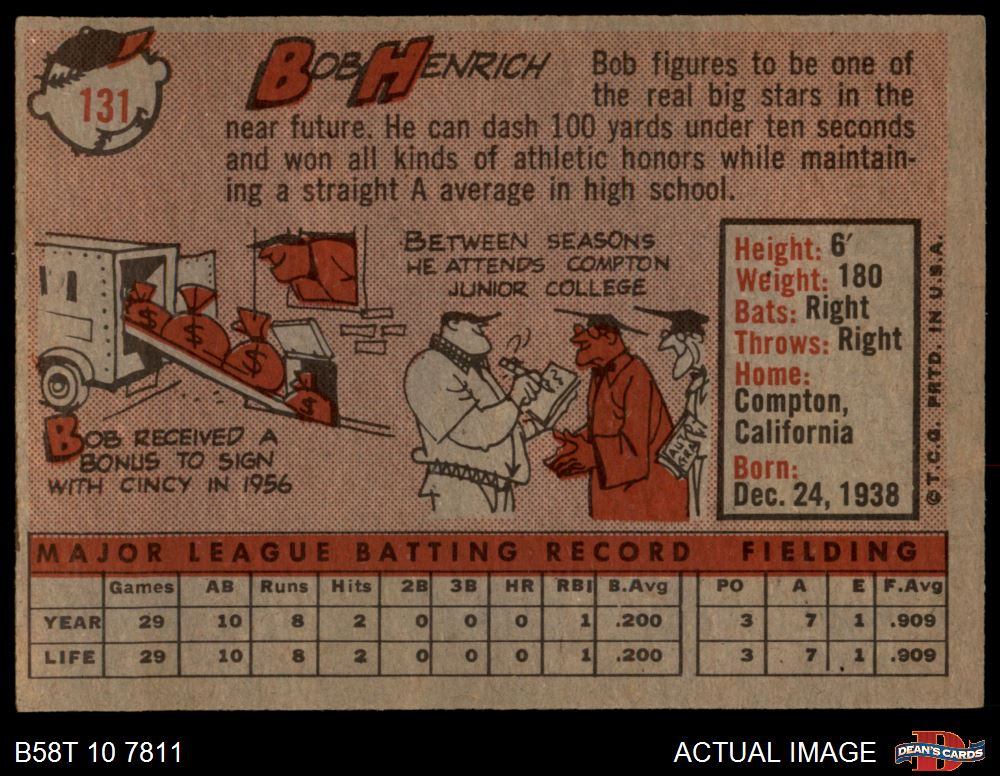 131
BOB HENRICH
Bob figures to be one of
the real big stars in the
near future. He can dash 100 yards under ten seconds
and won all kinds of athletic honors while maintain-
ing a straight A average in high school.
BETWEEN SEASONS
HE ATTENDS COMPTON
JUNIOR COLLEGE
$
$
$
$
BOB RECEIVED A
BONUS TO SIGN
WITH CINCY IN 1956
Height: 6'
Weight: 180
Bats: Right
Throws: Right
Home:
Compton,
California
Born:
Dec. 24, 1938
© T.C.G. PRTD. IN U.S.A.
MAJOR LEAGUE BATTING RECORD FIELDING
Games AB Runs Hits 2B 3B HR RBI B.Avg PO A E F.Avg
YEAR 29 10 8 2 0 0 0 1 .200 3 7 1 .909
LIFE 29 10 8 2 0 0 0 1 .200 3 7 1 .909
B58T 10 7811
ACTUAL IMAGE
DEAN'S CARDS